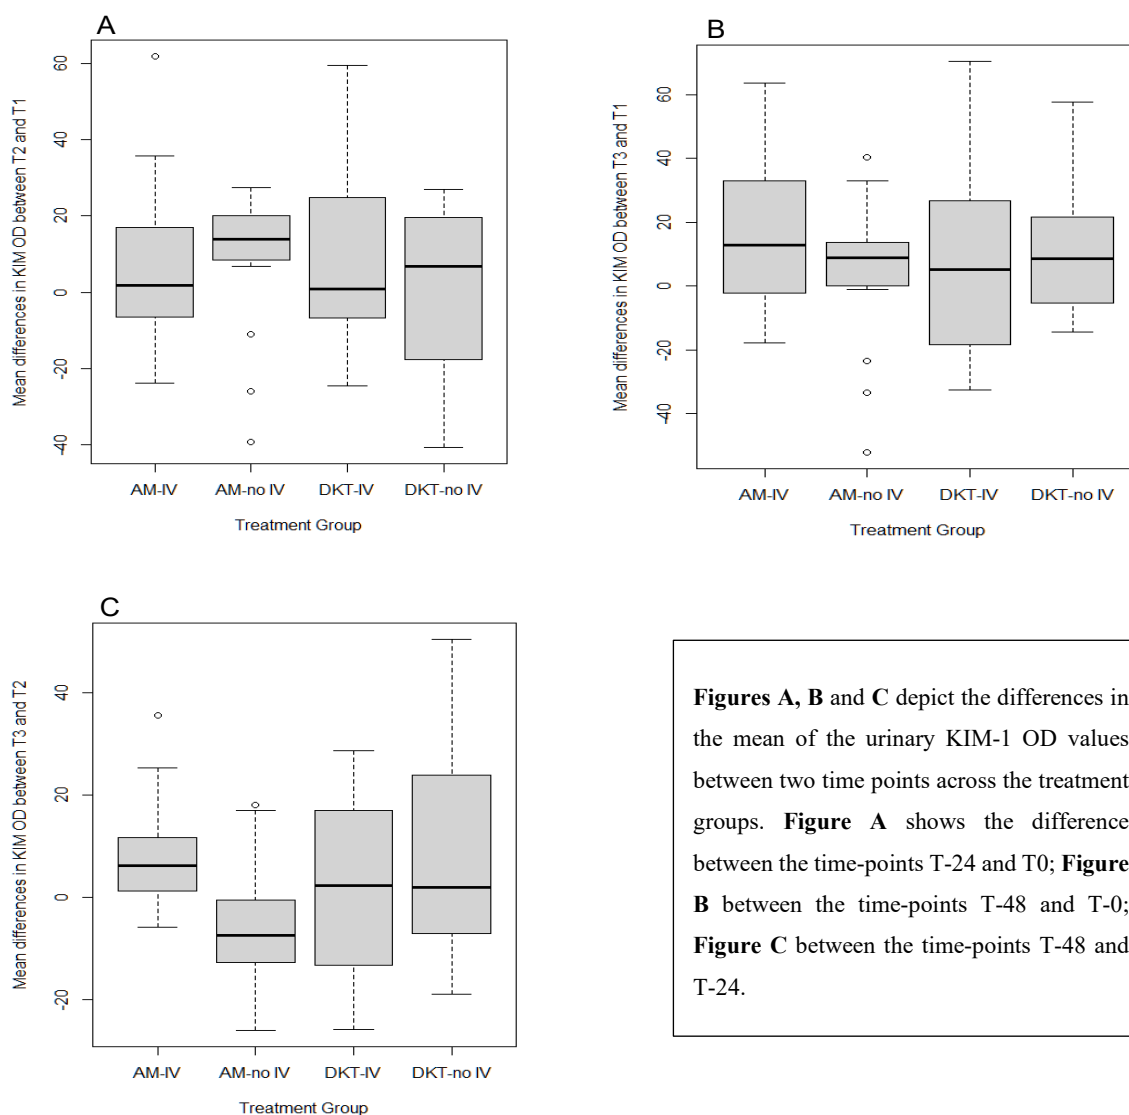 A
Mean differences in KIM OD between T2 and T1
60
40
20
0
-20
-40
AM-IV AM-no IV DKT-IV DKT-no IV
Treatment Group
B
Mean differences in KIM OD between T3 and T1
60
40
20
0
-20
-40
AM-IV AM-no IV DKT-IV DKT-no IV
Treatment Group
C
Mean differences in KIM OD between T3 and T2
40
20
0
-20
AM-IV AM-no IV DKT-IV DKT-no IV
Treatment Group
Figures A, B and C depict the differences in
the mean of the urinary KIM-1 OD values
between two time points across the treatment
groups. Figure A shows the difference
between the time-points T-24 and T0; Figure
B between the time-points T-48 and T-0;
Figure C between the time-points T-48 and
T-24.